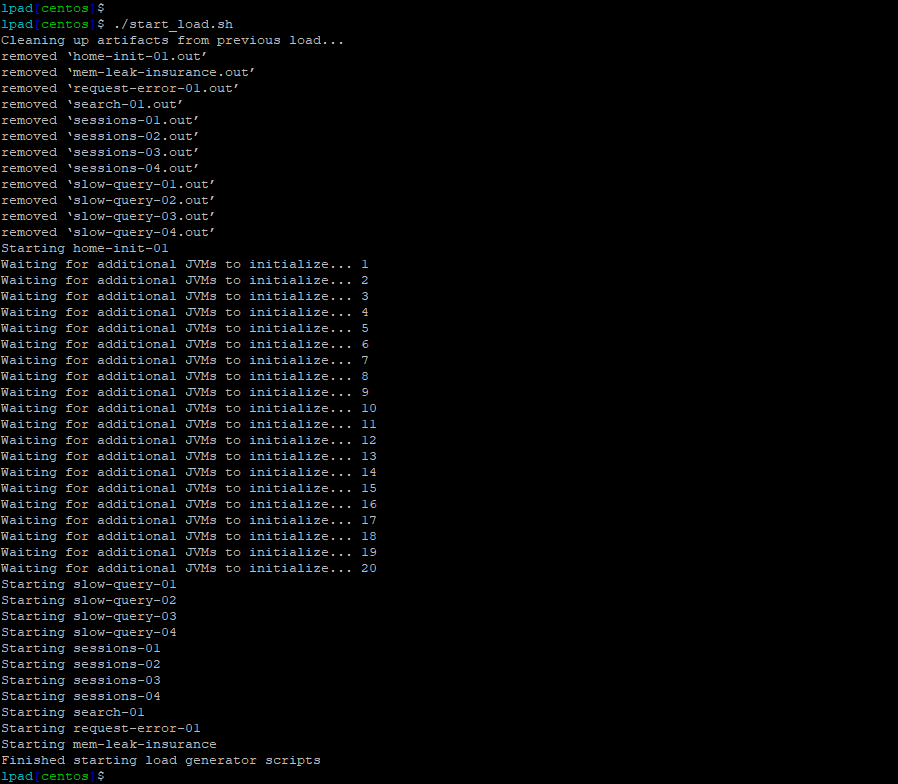 lpad[centos]$
lpad[centos]$ ./start_load.sh
Cleaning up artifacts from previous load...
removed ‘home-init-01.out’
removed ‘mem-leak-insurance.out’
removed ‘request-error-01.out’
removed ‘search-01.out’
removed ‘sessions-01.out’
removed ‘sessions-02.out’
removed ‘sessions-03.out’
removed ‘sessions-04.out’
removed ‘slow-query-01.out’
removed ‘slow-query-02.out’
removed ‘slow-query-03.out’
removed ‘slow-query-04.out’
Starting home-init-01
Waiting for additional JVMs to initialize... 1
Waiting for additional JVMs to initialize... 2
Waiting for additional JVMs to initialize... 3
Waiting for additional JVMs to initialize... 4
Waiting for additional JVMs to initialize... 5
Waiting for additional JVMs to initialize... 6
Waiting for additional JVMs to initialize... 7
Waiting for additional JVMs to initialize... 8
Waiting for additional JVMs to initialize... 9
Waiting for additional JVMs to initialize... 10
Waiting for additional JVMs to initialize... 11
Waiting for additional JVMs to initialize... 12
Waiting for additional JVMs to initialize... 13
Waiting for additional JVMs to initialize... 14
Waiting for additional JVMs to initialize... 15
Waiting for additional JVMs to initialize... 16
Waiting for additional JVMs to initialize... 17
Waiting for additional JVMs to initialize... 18
Waiting for additional JVMs to initialize... 19
Waiting for additional JVMs to initialize... 20
Starting slow-query-01
Starting slow-query-02
Starting slow-query-03
Starting slow-query-04
Starting sessions-01
Starting sessions-02
Starting sessions-03
Starting sessions-04
Starting search-01
Starting request-error-01
Starting mem-leak-insurance
Finished starting load generator scripts
lpad[centos]$